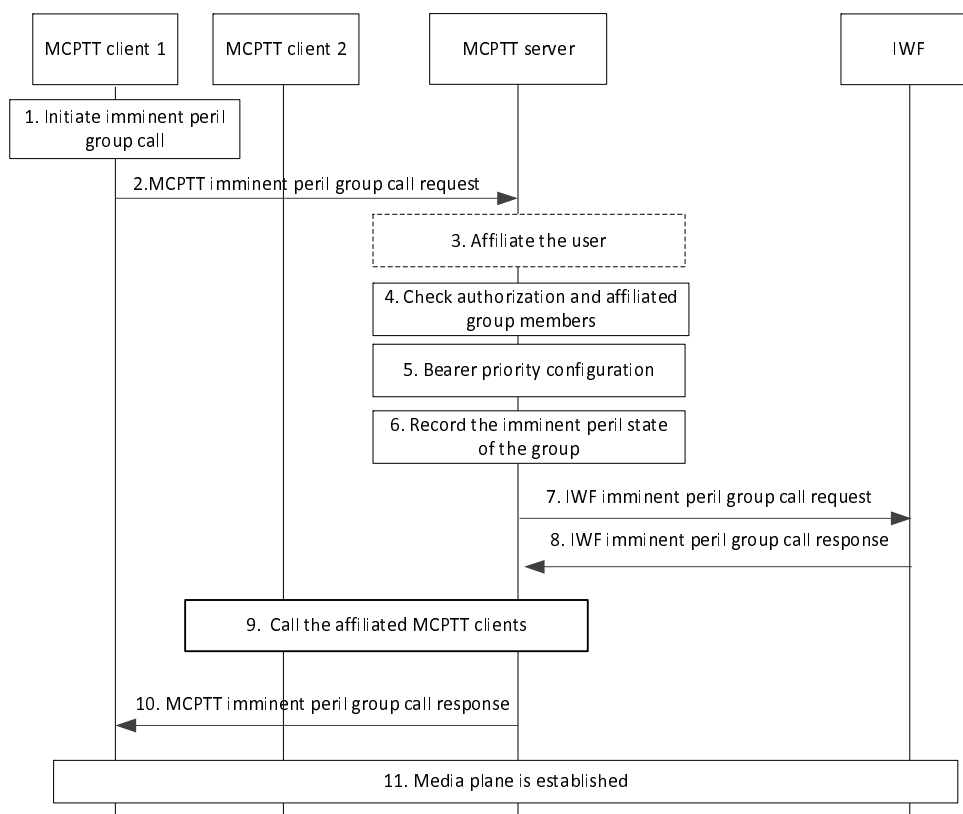 MCPTT client 1
MCPTT client 2
MCPTT server
IWF
1. Initiate imminent peril
group call
2.MCPTT imminent peril group call request
3. Affiliate the user
4. Check authorization and affiliated
group members
5. Bearer priority configuration
6. Record the imminent peril state
of the group
7. IWF imminent peril group call request
8. IWF imminent peril group call response
9. Call the affiliated MCPTT clients
10. MCPTT imminent peril group call response
11. Media plane is established